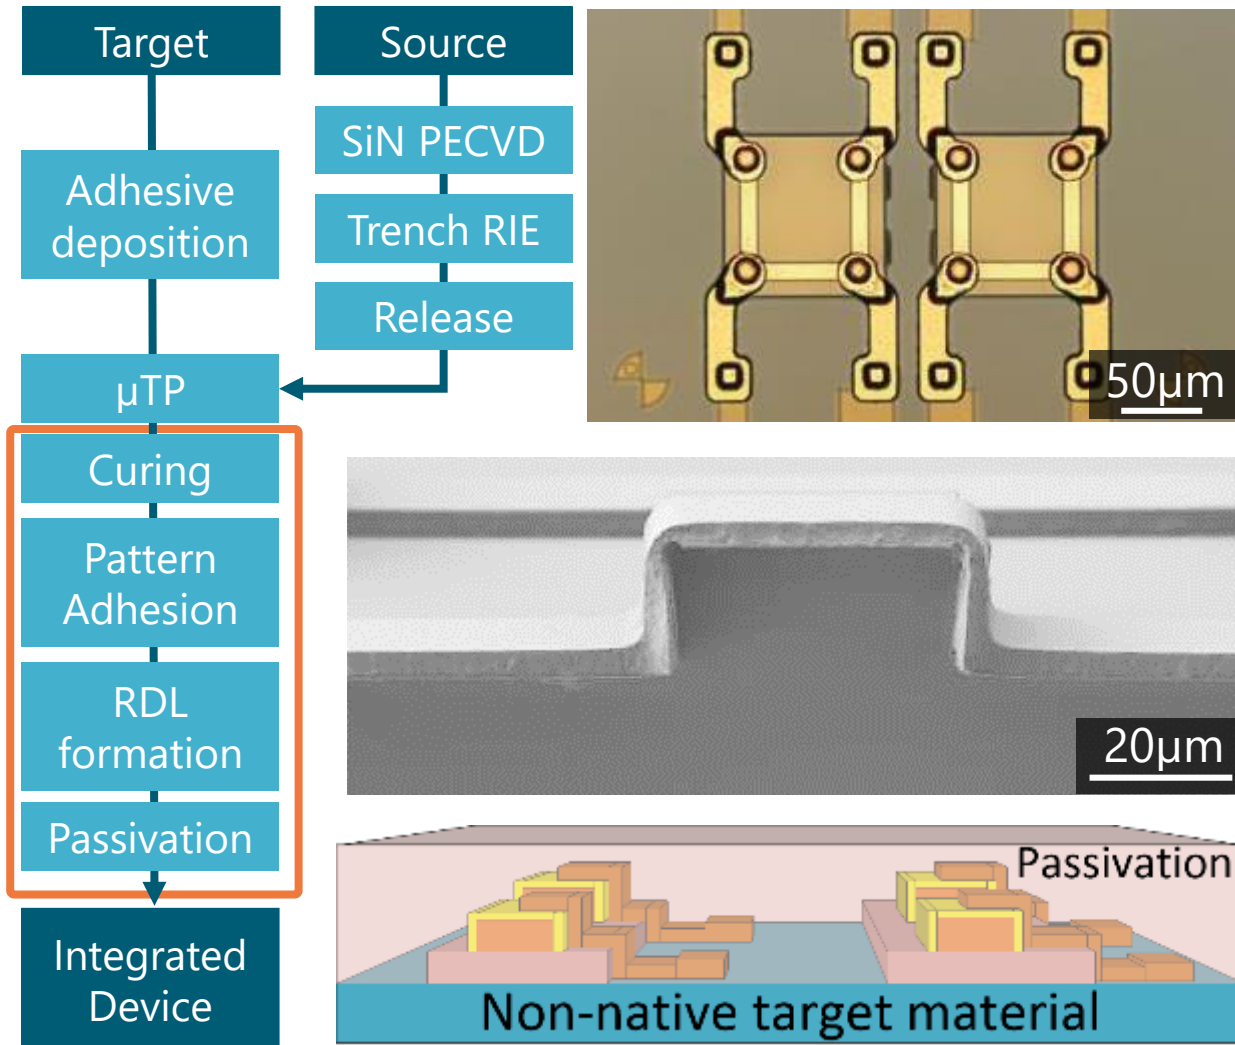 Target
Source
SiN PECVD
Adhesive
deposition
Trench RIE
Release
µTP
50µm
Curing
Pattern
Adhesion
RDL
formation
20µm
Passivation
Passivation
Integrated
Device
Non-native target material